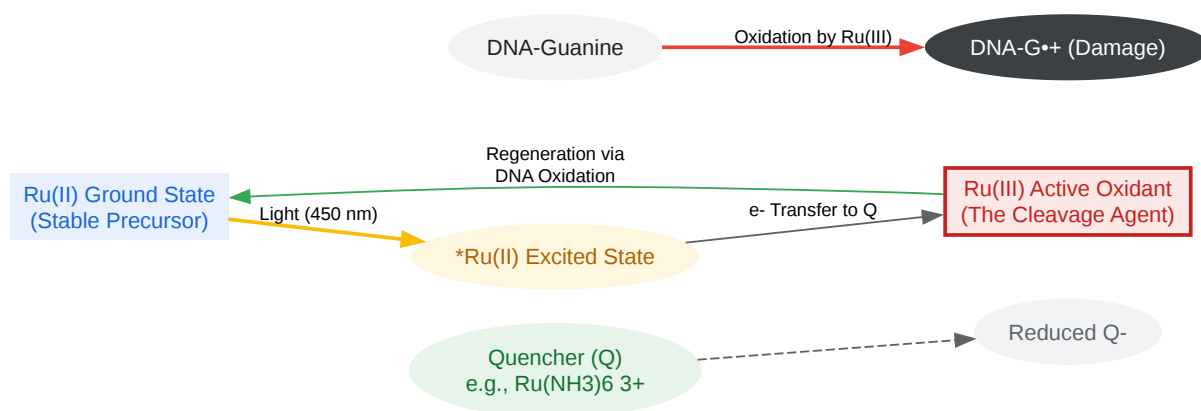 DNA-Guanine
Oxidation by Ru(III)
DNA-G•+ (Damage)
Regeneration via
DNA Oxidation
Ru(II) Ground State
(Stable Precursor)
Light (450 nm)
e- Transfer to Q
Ru(III) Active Oxidant
(The Cleavage Agent)
*Ru(II) Excited State
Quencher (Q)
e.g., Ru(NH3)6 3+
Reduced Q-